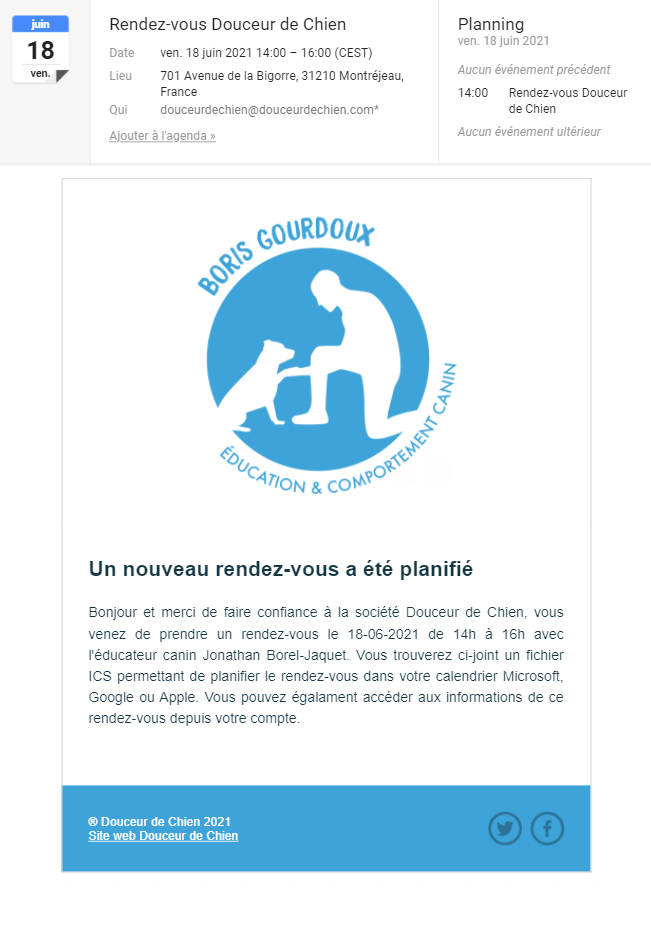 juin
18
ven.
Rendez-vous Douceur de Chien
Date ven. 18 juin 2021 14:00 – 16:00 (CEST)
Lieu 701 Avenue de la Bigorre, 31210 Montréjeau,
France
Qui douceurdechien@douceurdechien.com*
Ajouter à l'agenda »
Planning
ven. 18 juin 2021
Aucun événement précédent
14:00 Rendez-vous Douceur
de Chien
Aucun événement ultérieur
BORIS GOURDOUX
ÉDUCATION & COMPORTEMENT CANIN
Un nouveau rendez-vous a été planifié
Bonjour et merci de faire confiance à la société Douceur de Chien, vous
venez de prendre un rendez-vous le 18-06-2021 de 14h à 16h avec
l'éducateur canin Jonathan Borel-Jaquet. Vous trouverez ci-joint un fichier
ICS permettant de planifier le rendez-vous dans votre calendrier Microsoft,
Google ou Apple. Vous pouvez égalament accéder aux informations de ce
rendez-vous depuis votre compte.
® Douceur de Chien 2021
Site web Douceur de Chien